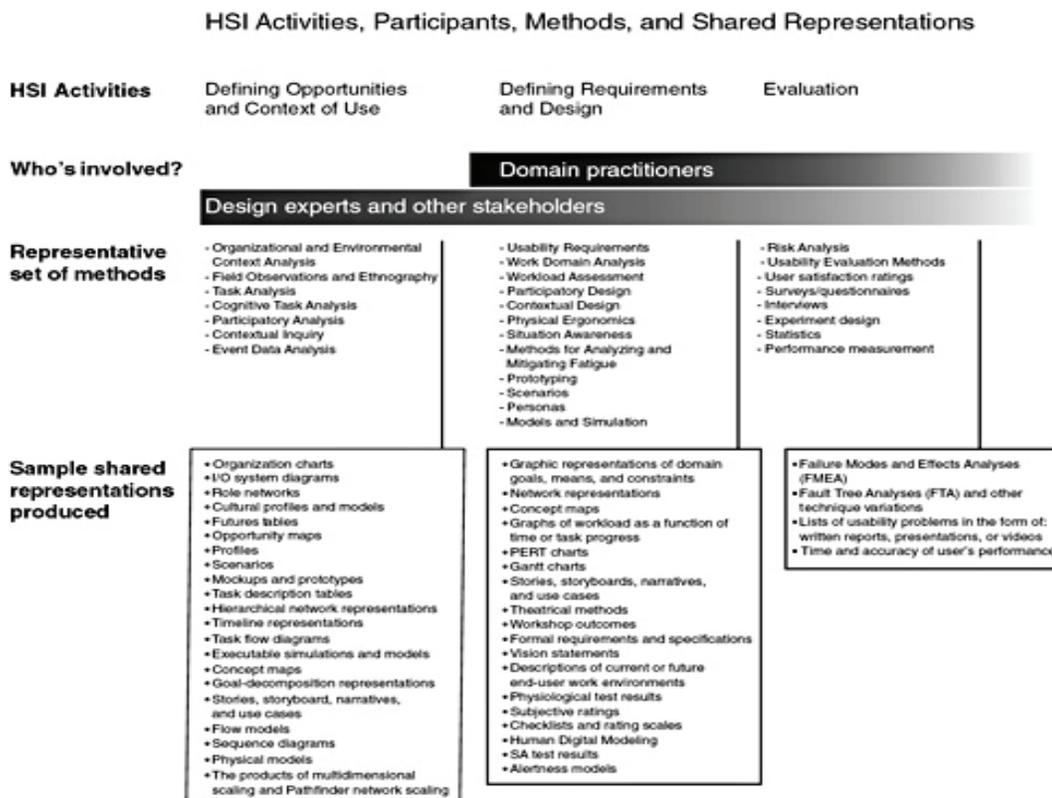 HSI Activities, Participants, Methods, and Shared Representations
HSI Activities
Defining Opportunities
and Context of Use
Defining Requirements
and Design
Evaluation
Who's involved?
Domain practitioners
Design experts and other stakeholders
Representative
set of methods
- Organizational and Environmental
Context Analysis
- Field Observations and Ethnography
- Task Analysis
- Cognitive Task Analysis
- Participatory Analysis
- Contextual Inquiry
- Event Data Analysis
- Usability Requirements
- Work Domain Analysis
- Workload Assessment
- Participatory Design
- Contextual Design
- Physical Ergonomics
- Situation Awareness
- Methods for Analyzing and
Mitigating Fatigue
- Prototyping
- Scenarios
- Personas
- Models and Simulation
- Risk Analysis
- Usability Evaluation Methods
- User satisfaction ratings
- Surveys/questionnaires
- Interviews
- Experiment design
- Statistics
- Performance measurement
Sample shared
representations
produced
• Organization charts
• I/O system diagrams
• Role networks
• Cultural profiles and models
• Futures tables
• Opportunity maps
• Profiles
• Scenarios
• Mockups and prototypes
• Task description tables
• Hierarchical network representations
• Timeline representations
• Task flow diagrams
• Executable simulations and models
• Concept maps
• Goal-decomposition representations
• Stories, storyboard, narratives,
and use cases
• Flow models
• Sequence diagrams
• Physical models
• The products of multidimensional
scaling and Pathfinder network scaling
• Graphic representations of domain
goals, means, and constraints
• Network representations
• Concept maps
• Graphs of workload as a function of
time or task progress
• PERT charts
• Gantt charts
• Stories, storyboards, narratives,
and use cases
• Theatrical methods
• Workshop outcomes
• Formal requirements and specifications
• Vision statements
• Descriptions of current or future
end-user work environments
• Physiological test results
• Subjective ratings
• Checklists and rating scales
• Human Digital Modeling
• SA test results
• Alertness models
• Failure Modes and Effects Analyses
(FMEA)
• Fault Tree Analyses (FTA) and other
technique variations
• Lists of usability problems in the form of:
written reports, presentations, or videos
• Time and accuracy of user's performance